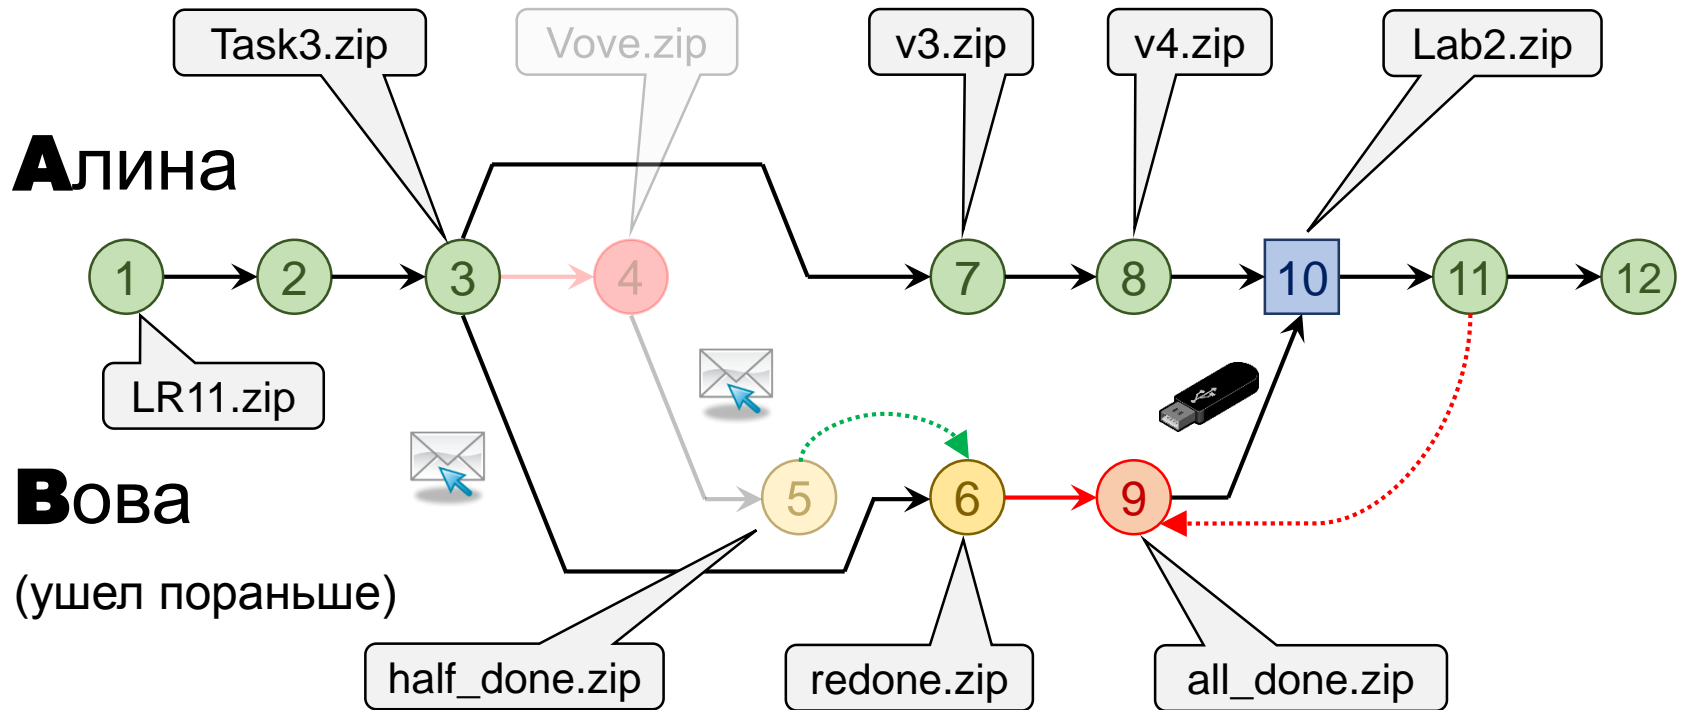 Task3.zip
Vove.zip
v3.zip
v4.zip
Lab2.zip
Алина
1
2
3
4
7
8
10
11
12
LR11.zip
Вова
5
6
9
(ушел пораньше)
half_done.zip
redone.zip
all_done.zip